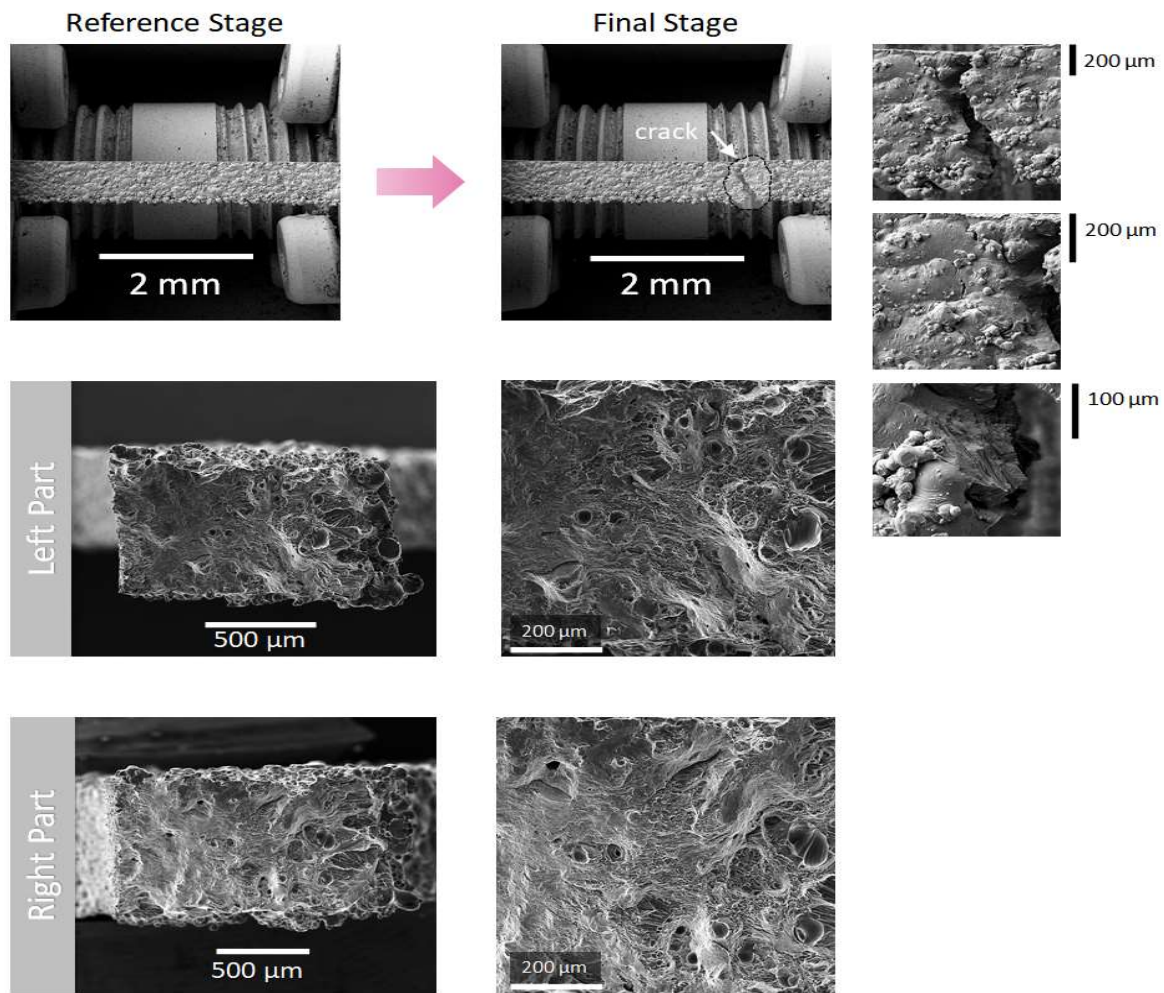 Reference Stage
Final Stage
crack
2 mm
2 mm
200 µm
200 µm
100 µm
Left Part
500 µm
200 µm
Right Part
500 µm
200 µm